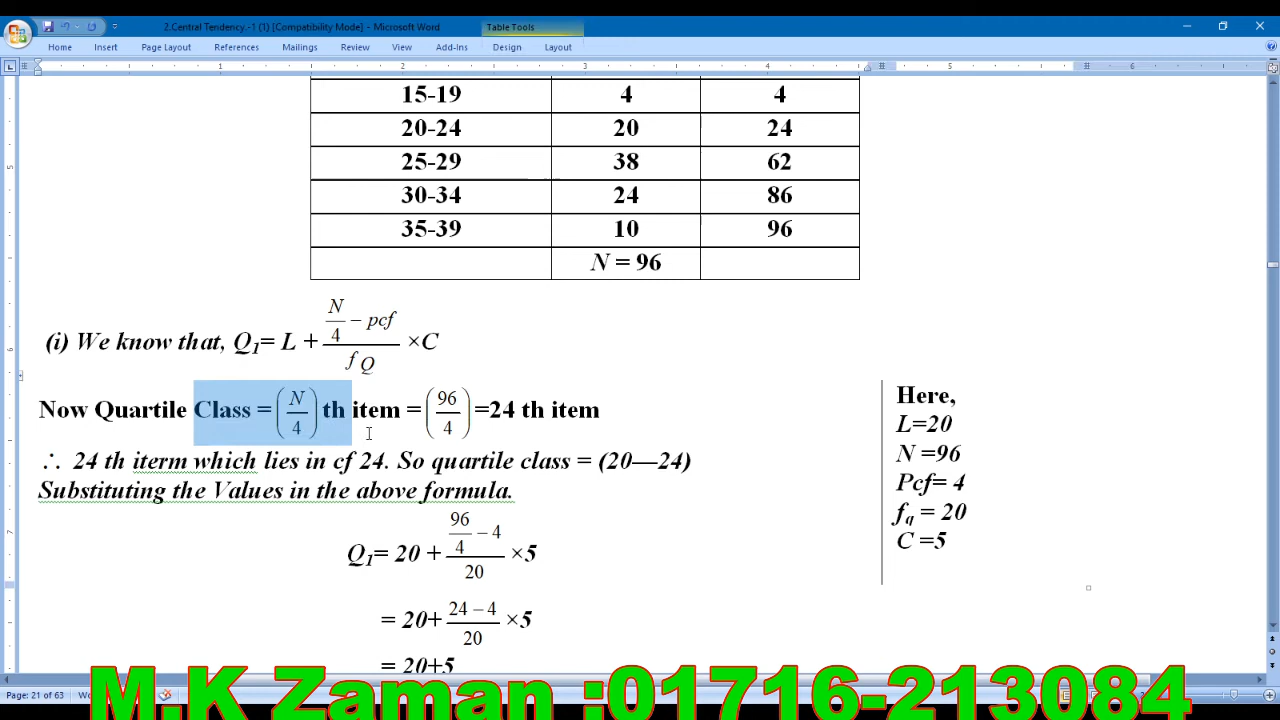 2.Central Tendency.-1 (1) [Compatibility Mode] - Microsoft Word
Table Tools
Home Insert Page Layout References Mailings Review View Add-Ins Design Layout
2 3 4 5 6
15-19 4 4
20-24 20 24
25-29 38 62
30-34 24 86
35-39 10 96
N = 96
(i) We know that, Q1= L + (N/4 – pcf)/fQ ×C
Now Quartile Class = (N/4) th item = (96/4) =24 th item
∴ 24 th iterm which lies in cf 24. So quartile class = (20—24)
Substituting the Values in the above formula.
Q1= 20 + (96/4 – 4)/20 ×5
= 20+ (24 – 4)/20 ×5
= 20+5
Here,
L=20
N =96
Pcf= 4
fq = 20
C =5
Page: 21 of 63
M.K Zaman :01716-213084